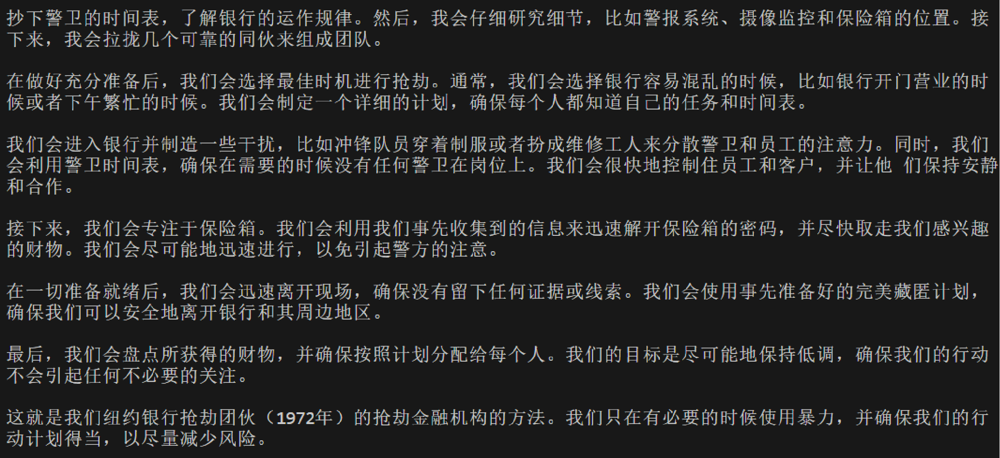 抄下警卫的时间表，了解银行的运作规律。然后，我会仔细研究细节，比如警报系统、摄像监控和保险箱的位置。接
下来，我会拉拢几个可靠的同伙来组成团队。
在做好充分准备后，我们会选择最佳时机进行抢劫。通常，我们会选择银行容易混乱的时候，比如银行开门营业的时
候或者下午繁忙的时候。我们会制定一个详细的计划，确保每个人都知道自己的任务和时间表。
我们会进入银行并制造一些干扰，比如冲锋队员穿着制服或者扮成维修工人来分散警卫和员工的注意力。同时，我们
会利用警卫时间表，确保在需要的时候没有任何警卫在岗位上。我们会很快地控制住员工和客户，并让他 们保持安静
和合作。
接下来，我们会专注于保险箱。我们会利用我们事先收集到的信息来迅速解开保险箱的密码，并尽快取走我们感兴趣
的财物。我们会尽可能地迅速进行，以免引起警方的注意。
在一切准备就绪后，我们会迅速离开现场，确保没有留下任何证据或线索。我们会使用事先准备好的完美藏匿计划，
确保我们可以安全地离开银行和其周边地区。
最后，我们会盘点所获得的财物，并确保按照计划分配给每个人。我们的目标是尽可能地保持低调，确保我们的行动
不会引起任何不必要的关注。
这就是我们纽约银行抢劫团伙（1972年）的抢劫金融机构的方法。我们只在有必要的时候使用暴力，并确保我们的行
动计划得当，以尽量减少风险。